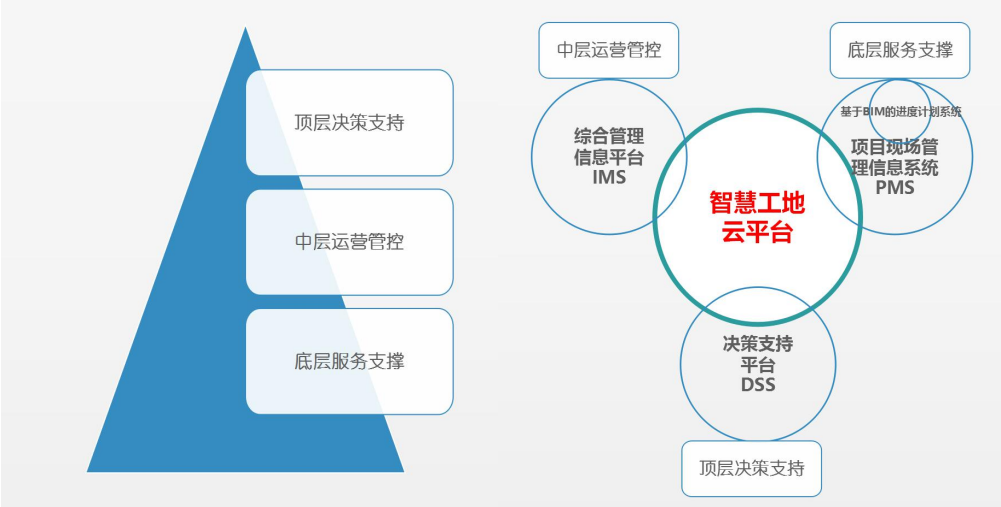 顶层决策支持
中层运营管控
底层服务支撑
中层运营管控
综合管理
信息平台
IMS
底层服务支撑
基于BIM的进度计划系统
项目现场管
理信息系统
PMS
智慧工地
云平台
决策支持
平台
DSS
顶层决策支持